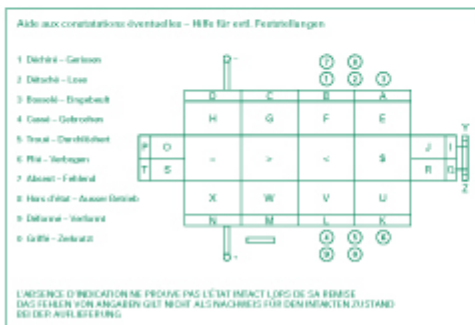 Aide aux constatations éventuelles – Hilfe für evtl. Feststellungen
1 Déchiré – Gerissen
2 Détaché – Lose
3 Bosselé – Eingebeult
4 Cassé – Gebrochen
5 Troué – Durchlöchert
6 Plié – Verbogen
7 Absent – Fehlend
8 Hors d'état – Ausser Betrieb
9 Déformé – Verformt
0 Griffé – Zerkratzt
7 8
1 2 3
D C B A
H G F E
P O J I Y
T S R Q Z
X W V U
N M L K
4 5 6
L'ABSENCE D'INDICATION NE PROUVE PAS L'ÉTAT INTACT LORS DE SA REMISE
DAS FEHLEN VON ANGABEN GILT NICHT ALS NACHWEIS FÜR DEN INTAKTEN ZUSTAND
BEI DER AUFLIEFERUNG